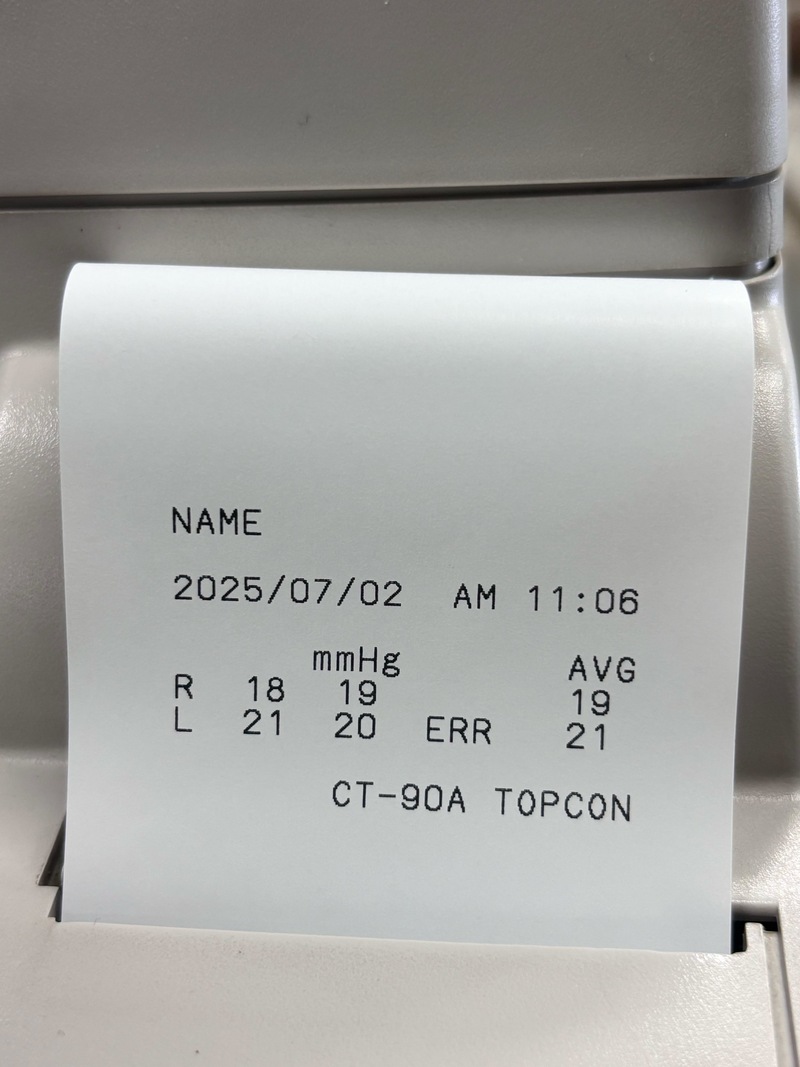 NAME
2025/07/02 AM 11:06
mmHg AVG
R 18 19 19
L 21 20 ERR 21
CT-90A TOPCON